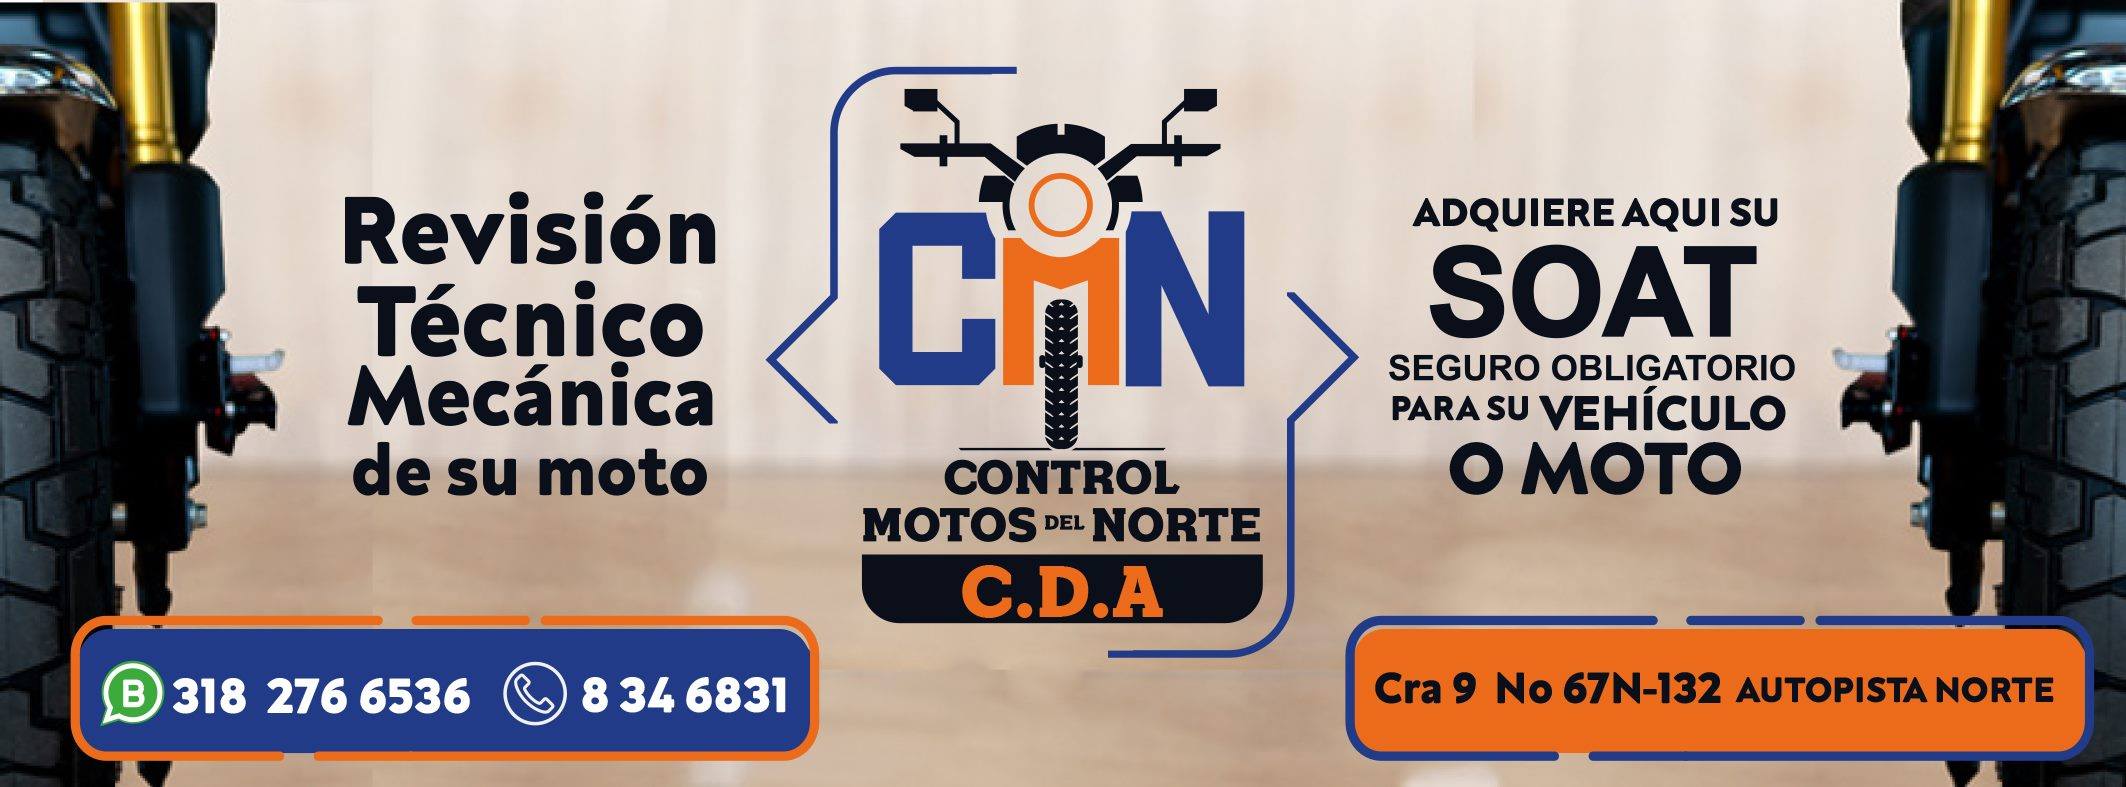 Revisión
Técnico
Mecánica
de su moto
CMN
CONTROL
MOTOS DEL NORTE
C.D.A
ADQUIERE AQUI SU
SOAT
SEGURO OBLIGATORIO
PARA SU VEHÍCULO
O MOTO
B 318 276 6536 8 34 6831
Cra 9 No 67N-132 AUTOPISTA NORTE